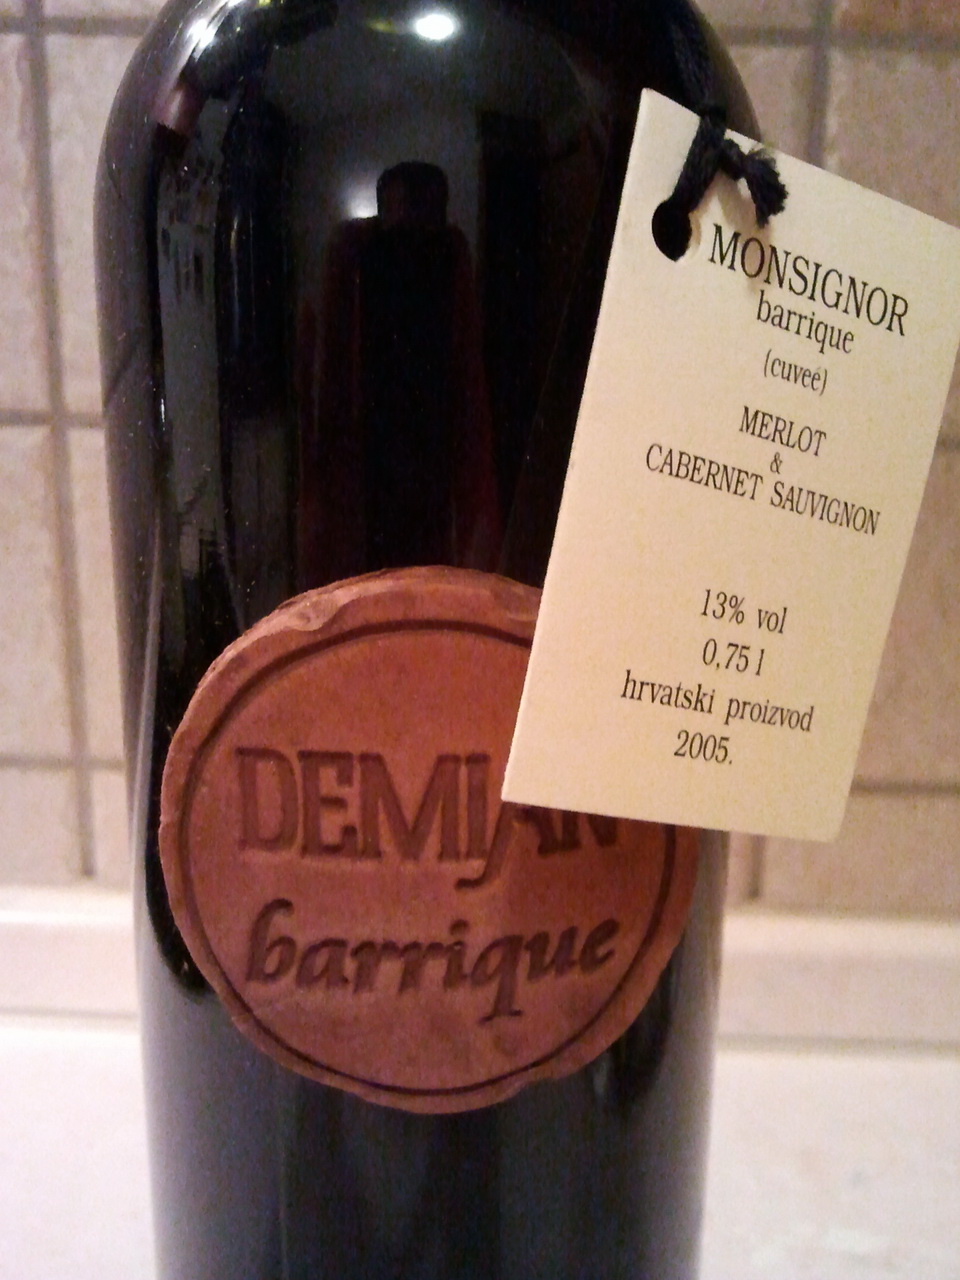 MONSIGNOR
barrique
(cuveé)
MERLOT
&
CABERNET SAUVIGNON
13% vol
0,75 l
hrvatski proizvod
2005.
DEMIJAN
barrique